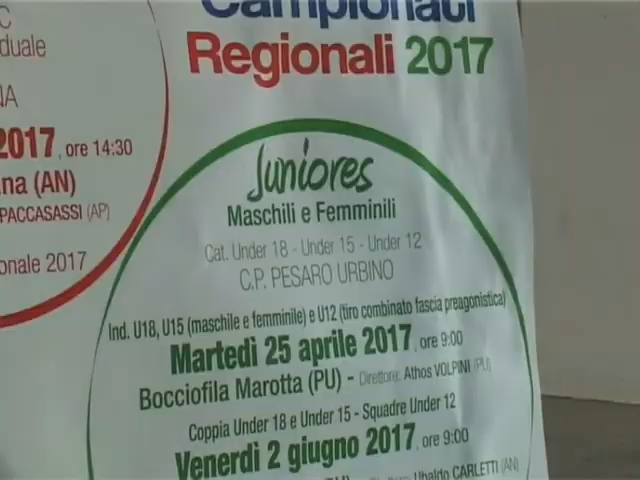 Campionati
Regionali 2017
C
duale
NA
2017, ore 14:30
na (AN)
PACCASASSI (AP)
onale 2017
Juniores
Maschili e Femminili
Cat. Under 18 - Under 15 - Under 12
C.P. PESARO URBINO
Ind. U18, U15 (maschile e femminile) e U12 (tiro combinato fascia preagonistica)
Martedì 25 aprile 2017, ore 9:00
Bocciofila Marotta (PU) - Direttore: Athos VOLPINI (PU)
Coppia Under 18 e Under 15 - Squadre Under 12
Venerdì 2 giugno 2017, ore 9:00
Ubaldo CARLETTI (AN)